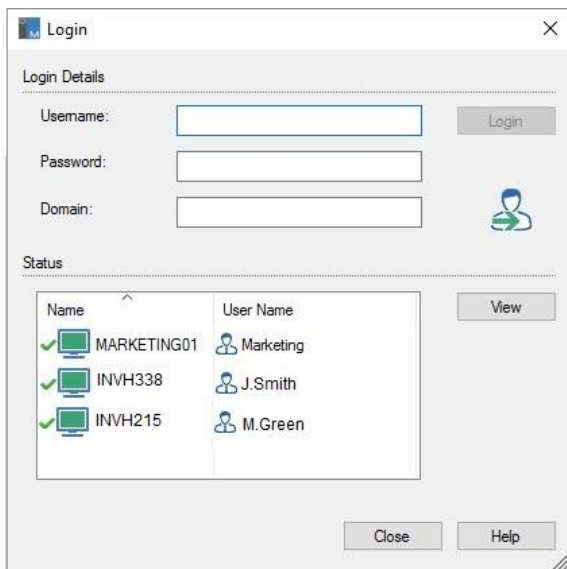 M Login
Login Details
Username:
Login
Password:
Domain:
Status
Name User Name
View
MARKETING01 Marketing
INVH338 J.Smith
INVH215 M.Green
Close Help